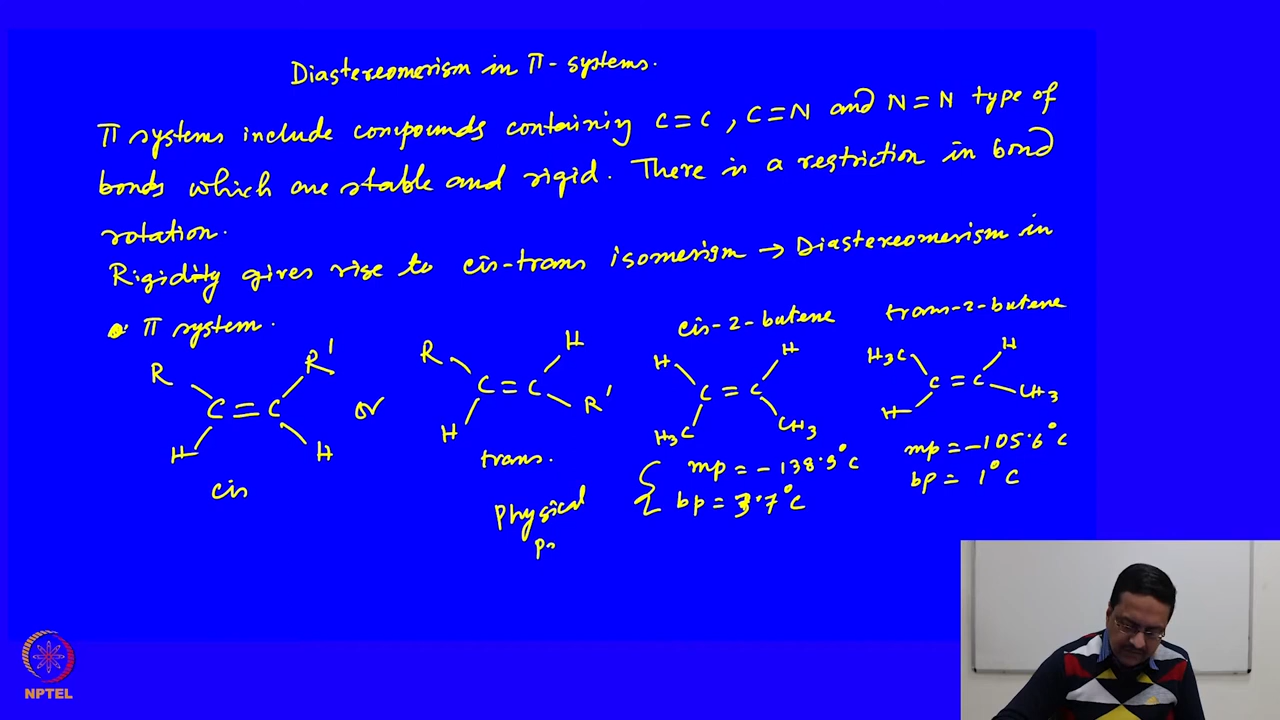 Diastereomerism in π-systems.
π systems include compounds containing C=C, C=N and N=N type of
bonds which are stable and rigid. There is a restriction in bond
rotation.
Rigidity gives rise to cis-trans isomerism → Diastereomerism in
π system.
cis-2-butene trans-2-butene
R R' R H H H H3C H
C=C or C=C C=C C=C
H H H R' H3C CH3 H CH3
cis trans.
mp = -138.9°C mp = -105.6°C
bp = 3.7°C bp = 1°C
Physical
NPTEL